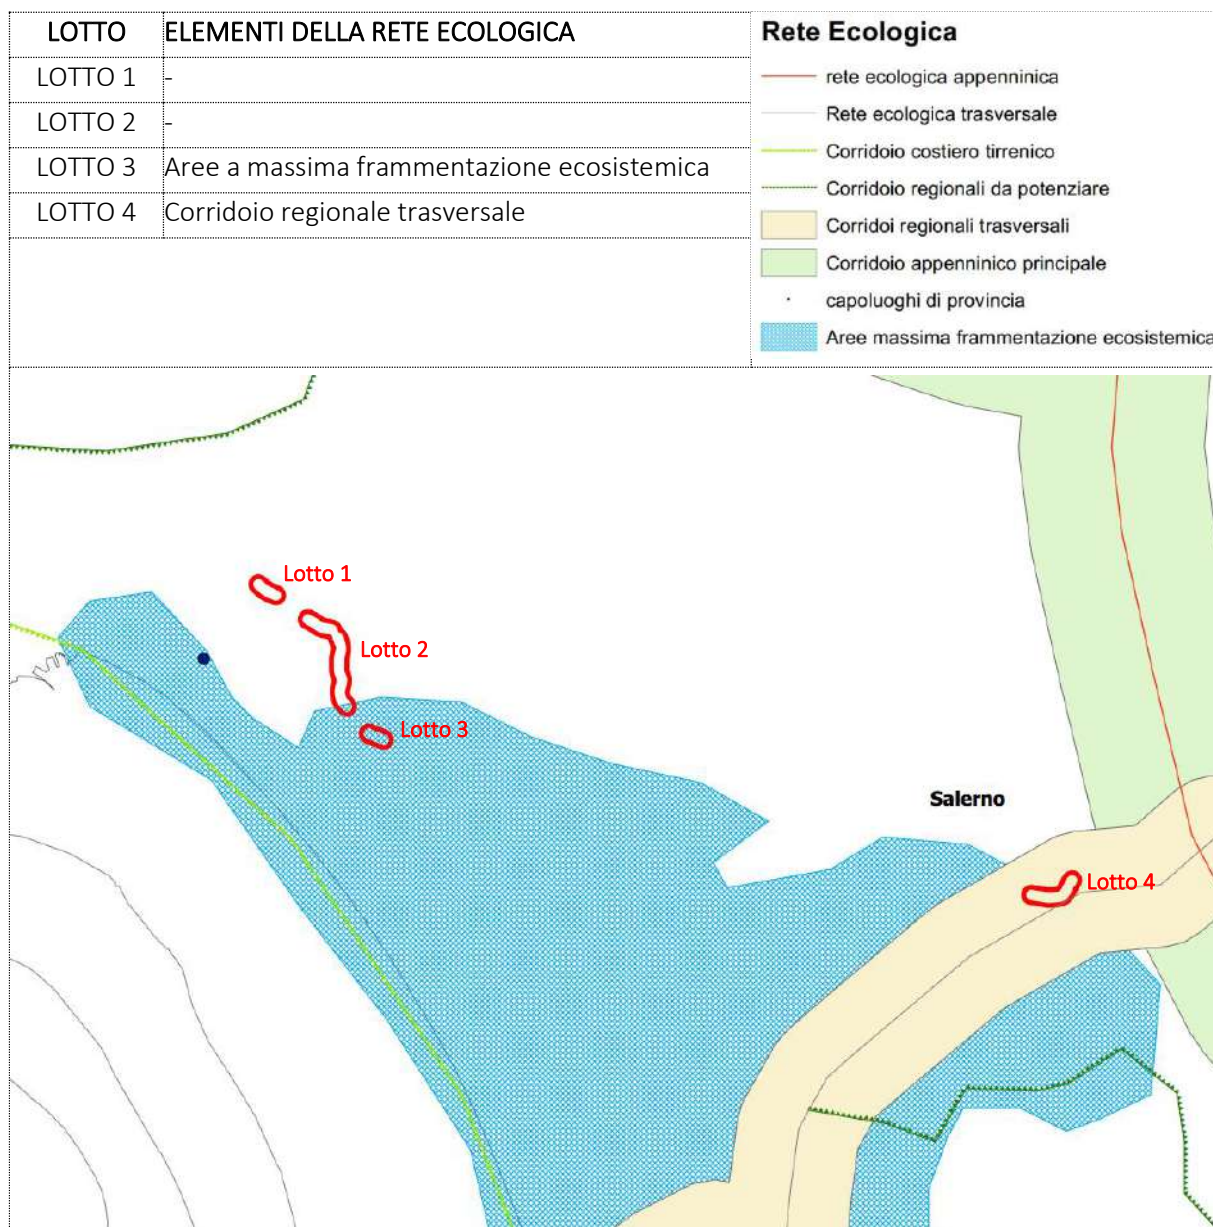 LOTTO ELEMENTI DELLA RETE ECOLOGICA
LOTTO 1 -
LOTTO 2 -
LOTTO 3 Aree a massima frammentazione ecosistemica
LOTTO 4 Corridoio regionale trasversale
Rete Ecologica
rete ecologica appenninica
Rete ecologica trasversale
Corridoio costiero tirrenico
Corridoio regionali da potenziare
Corridoi regionali trasversali
Corridoio appenninico principale
capoluoghi di provincia
Aree massima frammentazione ecosistemica
Lotto 1
Lotto 2
Lotto 3
Salerno
Lotto 4